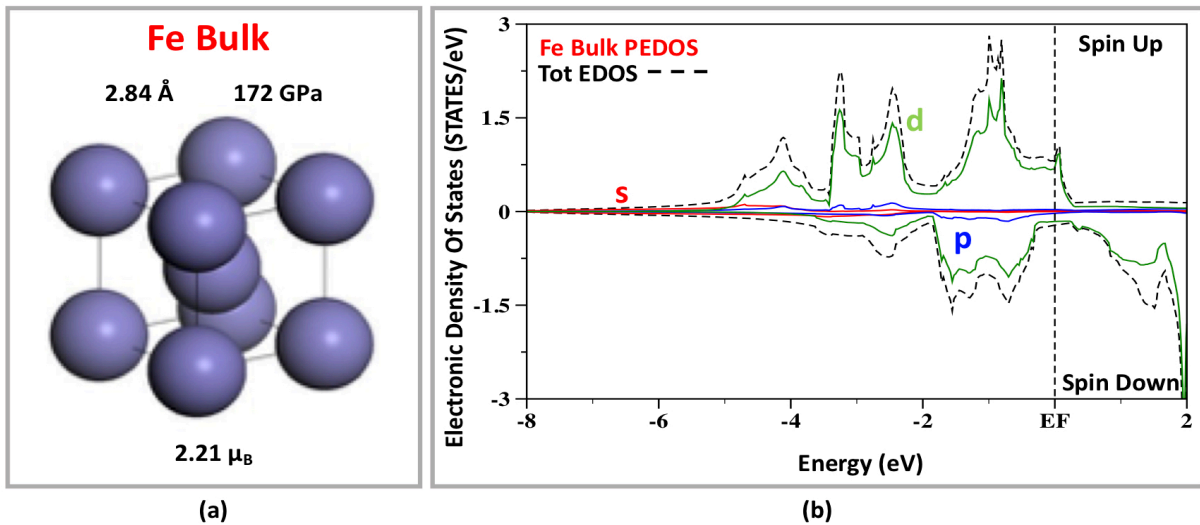 Fe Bulk
2.84 Å 172 GPa
2.21 μB
(a)
Electronic Density Of States (STATES/eV)
3
1.5
0
-1.5
-3
Fe Bulk PEDOS
Tot EDOS
Spin Up
d
s
p
Spin Down
-8 -6 -4 -2 EF 2
Energy (eV)
(b)